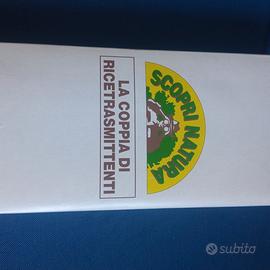 SCOPRI NATURA
LA COPPIA DI
RICETRASMITTENTI
subito